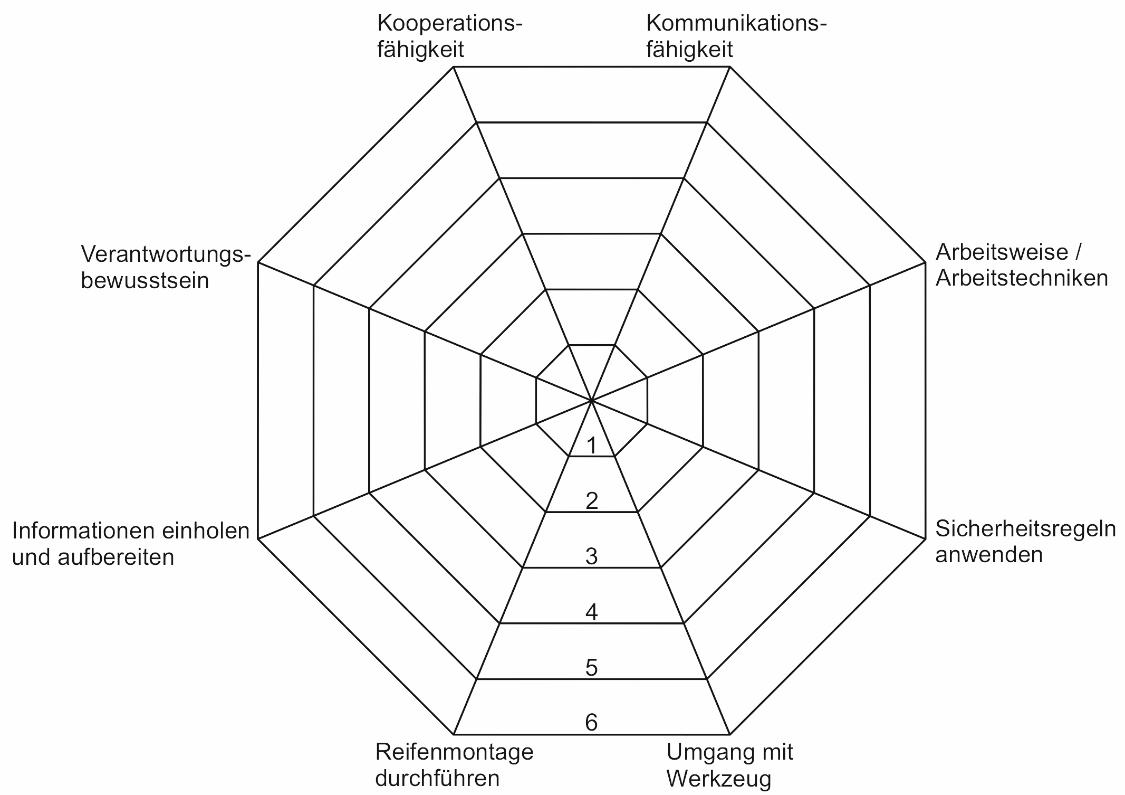 Kooperations-
fähigkeit
Kommunikations-
fähigkeit
Verantwortungs-
bewusstsein
Arbeitsweise /
Arbeitstechniken
1
2
3
4
5
6
Informationen einholen
und aufbereiten
Sicherheitsregeln
anwenden
Reifenmontage
durchführen
Umgang mit
Werkzeug